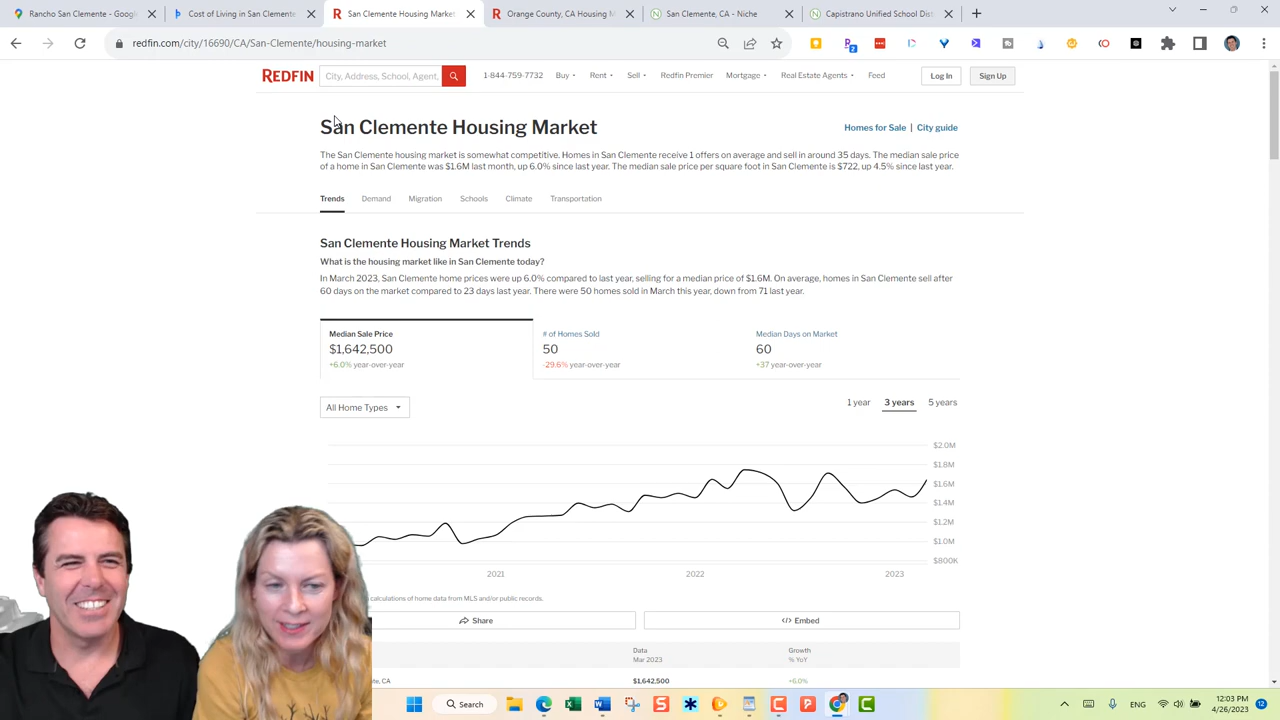 Rancho
Cost of Living in San Clemente,
San Clemente, CA Housing M
San Clemente, CA - Niche
Capistrano Unified School Dist
redfin.com/city/16690/CA/San-Clemente/housing-market
REDFIN
City, Address, School, Agent,
1-844-759-7732
Buy
Rent
Sell
Redfin Premier
Mortgage
Real Estate Agents
Feed
Log In
Sign Up
San Clemente Housing Market
Homes for Sale | City guide
The San Clemente housing market is somewhat competitive. Homes in San Clemente receive 1 offers on average and sell in around 35 days. The median sale price
of a home in San Clemente was $1.6M last month, up 6.0% since last year. The median sale price per square foot in San Clemente is $722, up 4.5% since last year.
Trends
Demand
Migration
Schools
Climate
Transportation
San Clemente Housing Market Trends
What is the housing market like in San Clemente today?
In March 2023, San Clemente home prices were up 6.0% compared to last year, selling for a median price of $1.6M. On average, homes in San Clemente sell after
60 days on the market compared to 23 days last year. There were 50 homes sold in March this year, down from 71 last year.
Median Sale Price
$1,642,500
+6.0% year-over-year
# of Homes Sold
50
-29.6% year-over-year
Median Days on Market
60
+37 year-over-year
All Home Types
1 year
3 years
5 years
$2.0M
$1.8M
$1.6M
$1.4M
$1.2M
$1.0M
$800K
2021
2022
2023
calculations of home data from MLS and/or public records.
Share
</> Embed
Data
Mar 2023
Growth
% YoY
CA
$1,642,500
+6.0%
Search
ENG
12:03 PM
4/26/2023